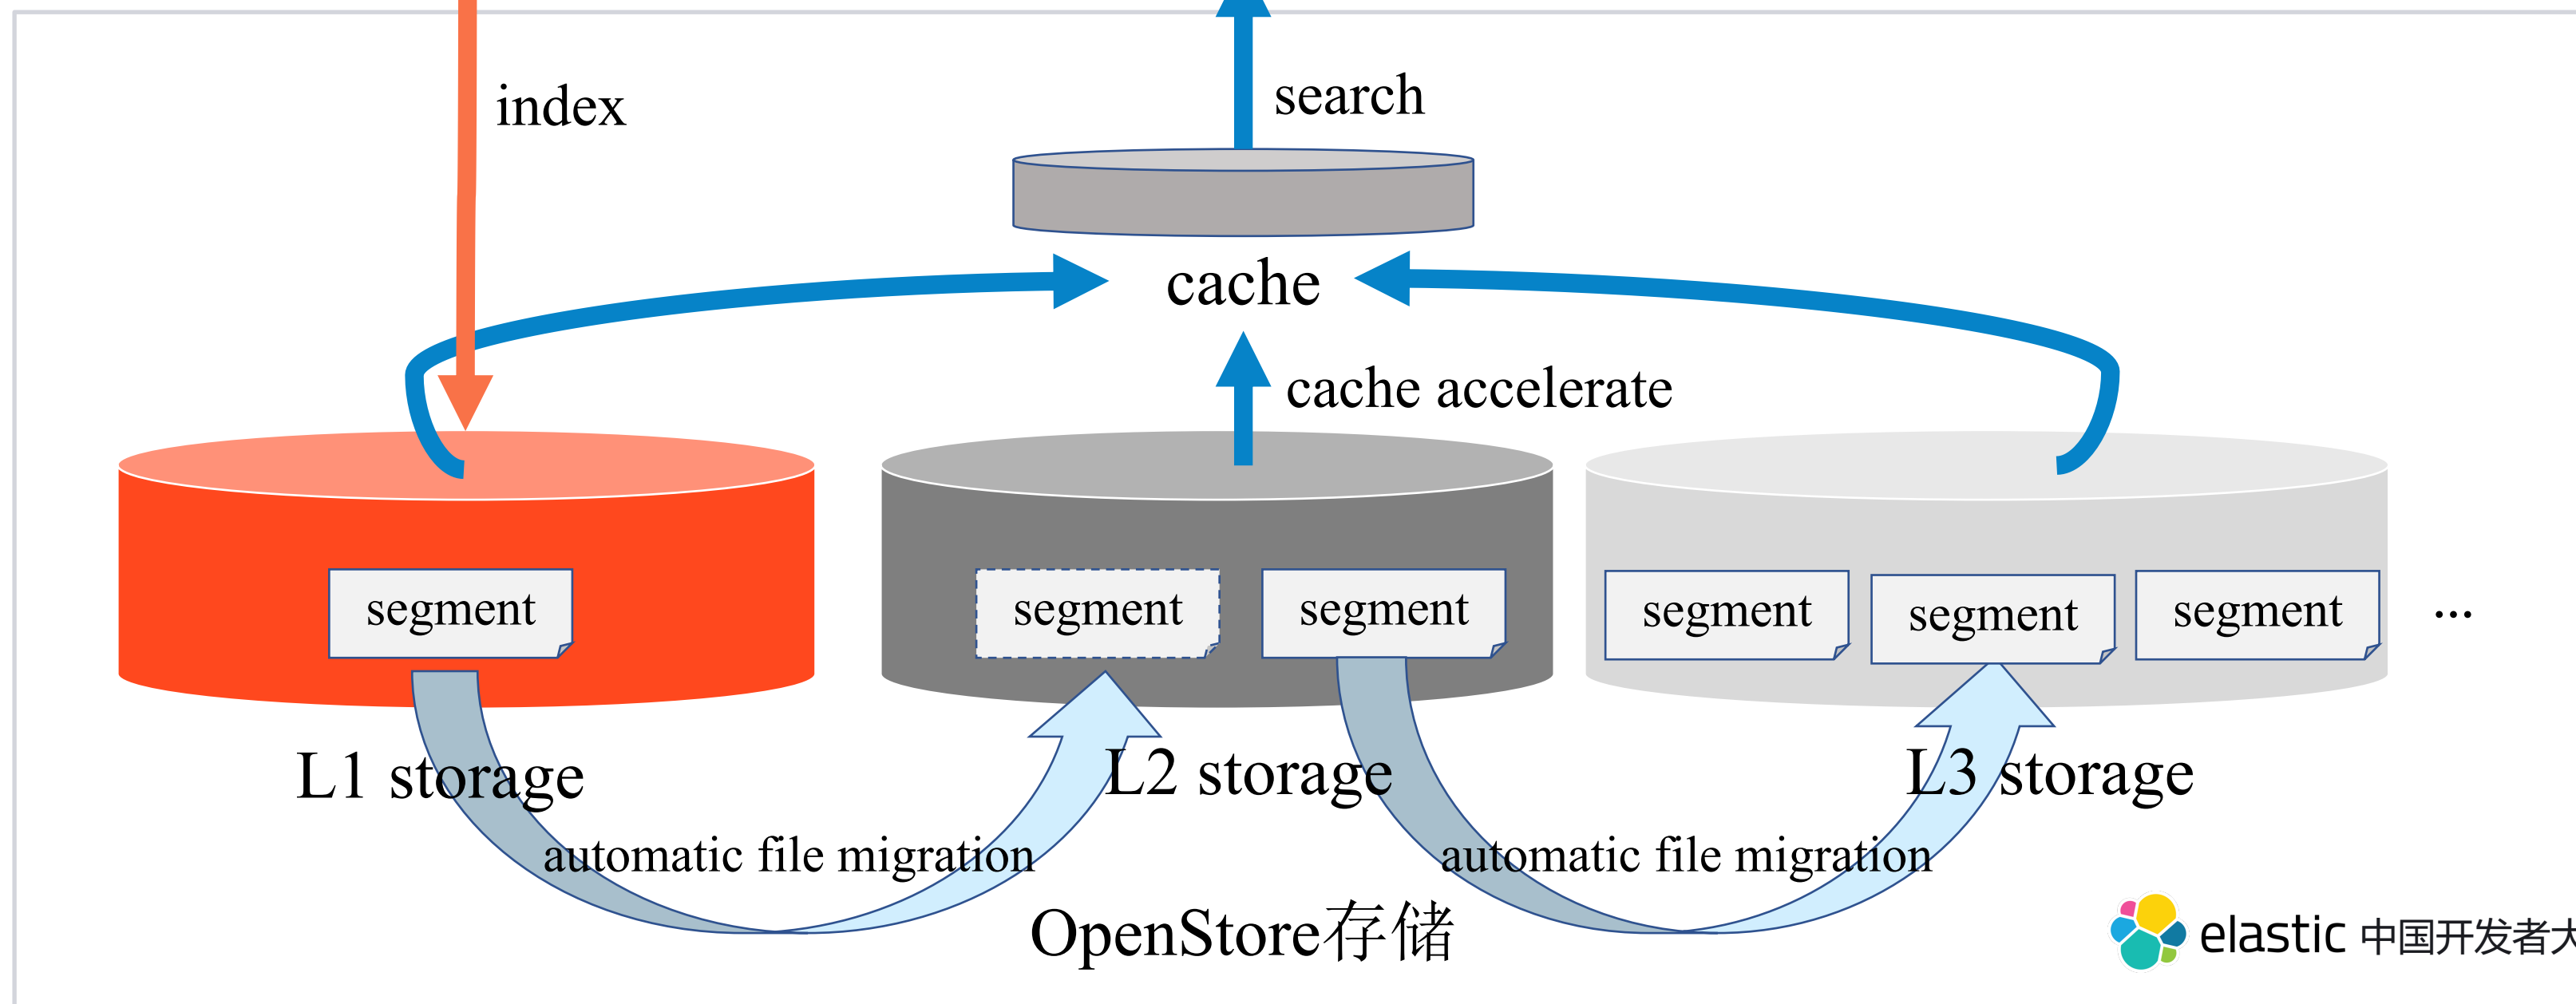 index
search
cache
cache accelerate
segment
segment
segment
segment
segment
segment
...
L1 storage
L2 storage
L3 storage
automatic file migration
automatic file migration
OpenStore存储
elastic 中国开发者大